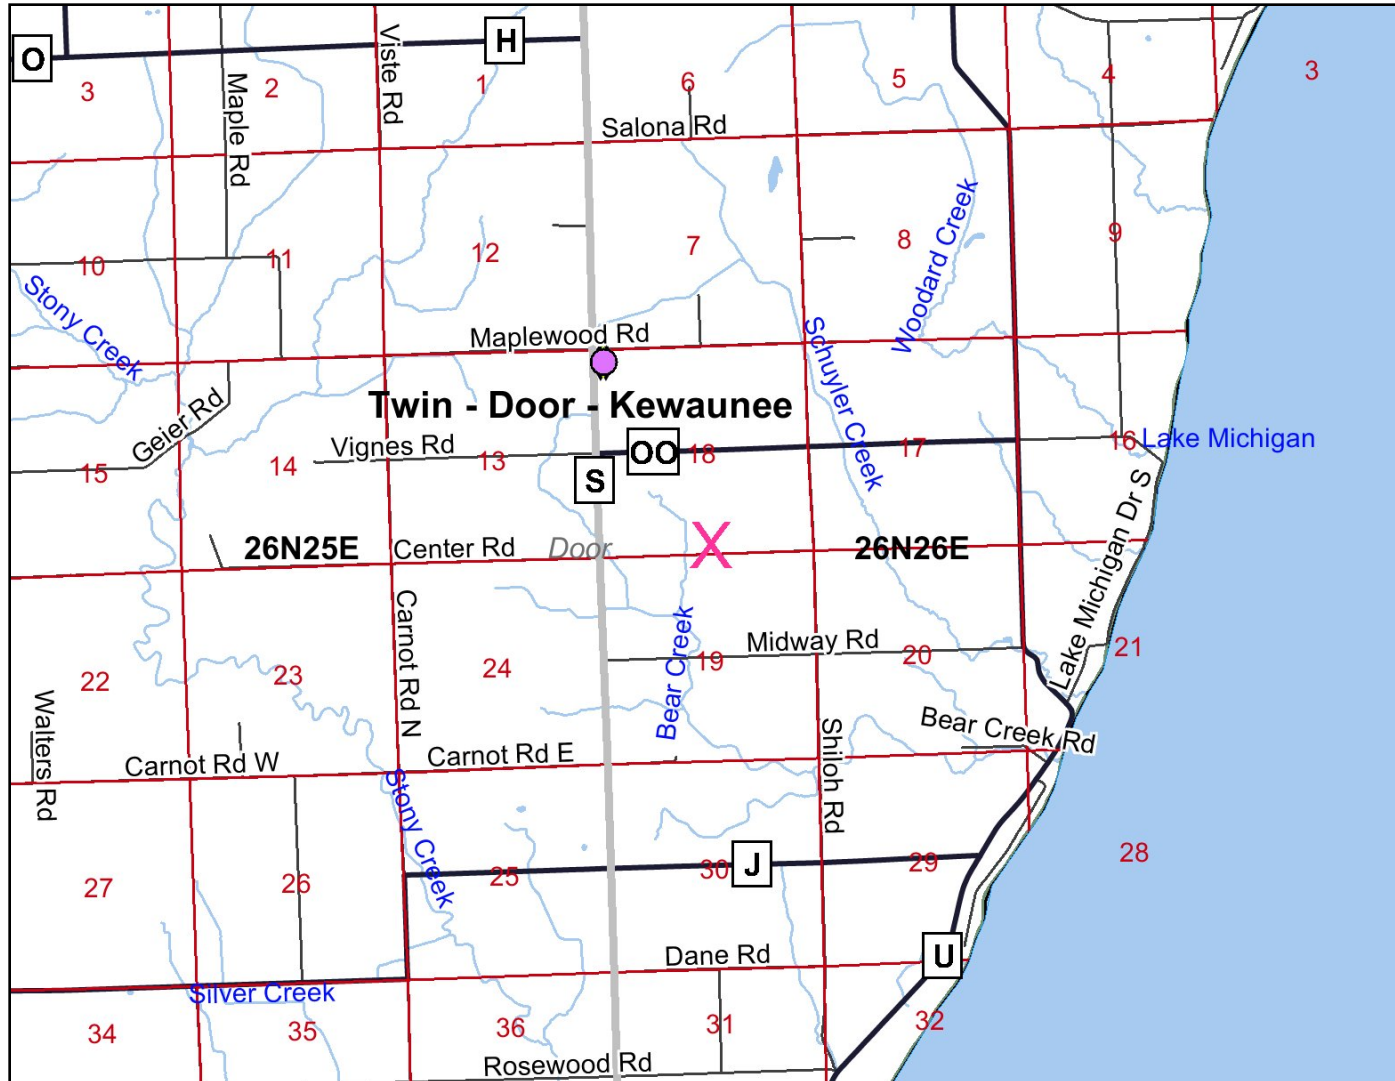 O
H
Viste Rd
3
2
1
6
5
4
3
Maple Rd
Salona Rd
10
11
12
7
8
9
Woodard Creek
Stony Creek
Maplewood Rd
Schuyler Creek
Geier Rd
Twin - Door - Kewaunee
Vignes Rd
15
14
13
S
OO
18
17
16
Lake Michigan
Lake Michigan Dr S
26N25E
Center Rd
Door
X
26N26E
Carnot Rd N
Bear Creek
Midway Rd
22
23
24
19
20
21
Walters Rd
Carnot Rd W
Carnot Rd E
Shiloh Rd
Bear Creek Rd
Stony Creek
27
26
25
30
J
29
28
Dane Rd
U
Silver Creek
34
35
36
31
32
Rosewood Rd